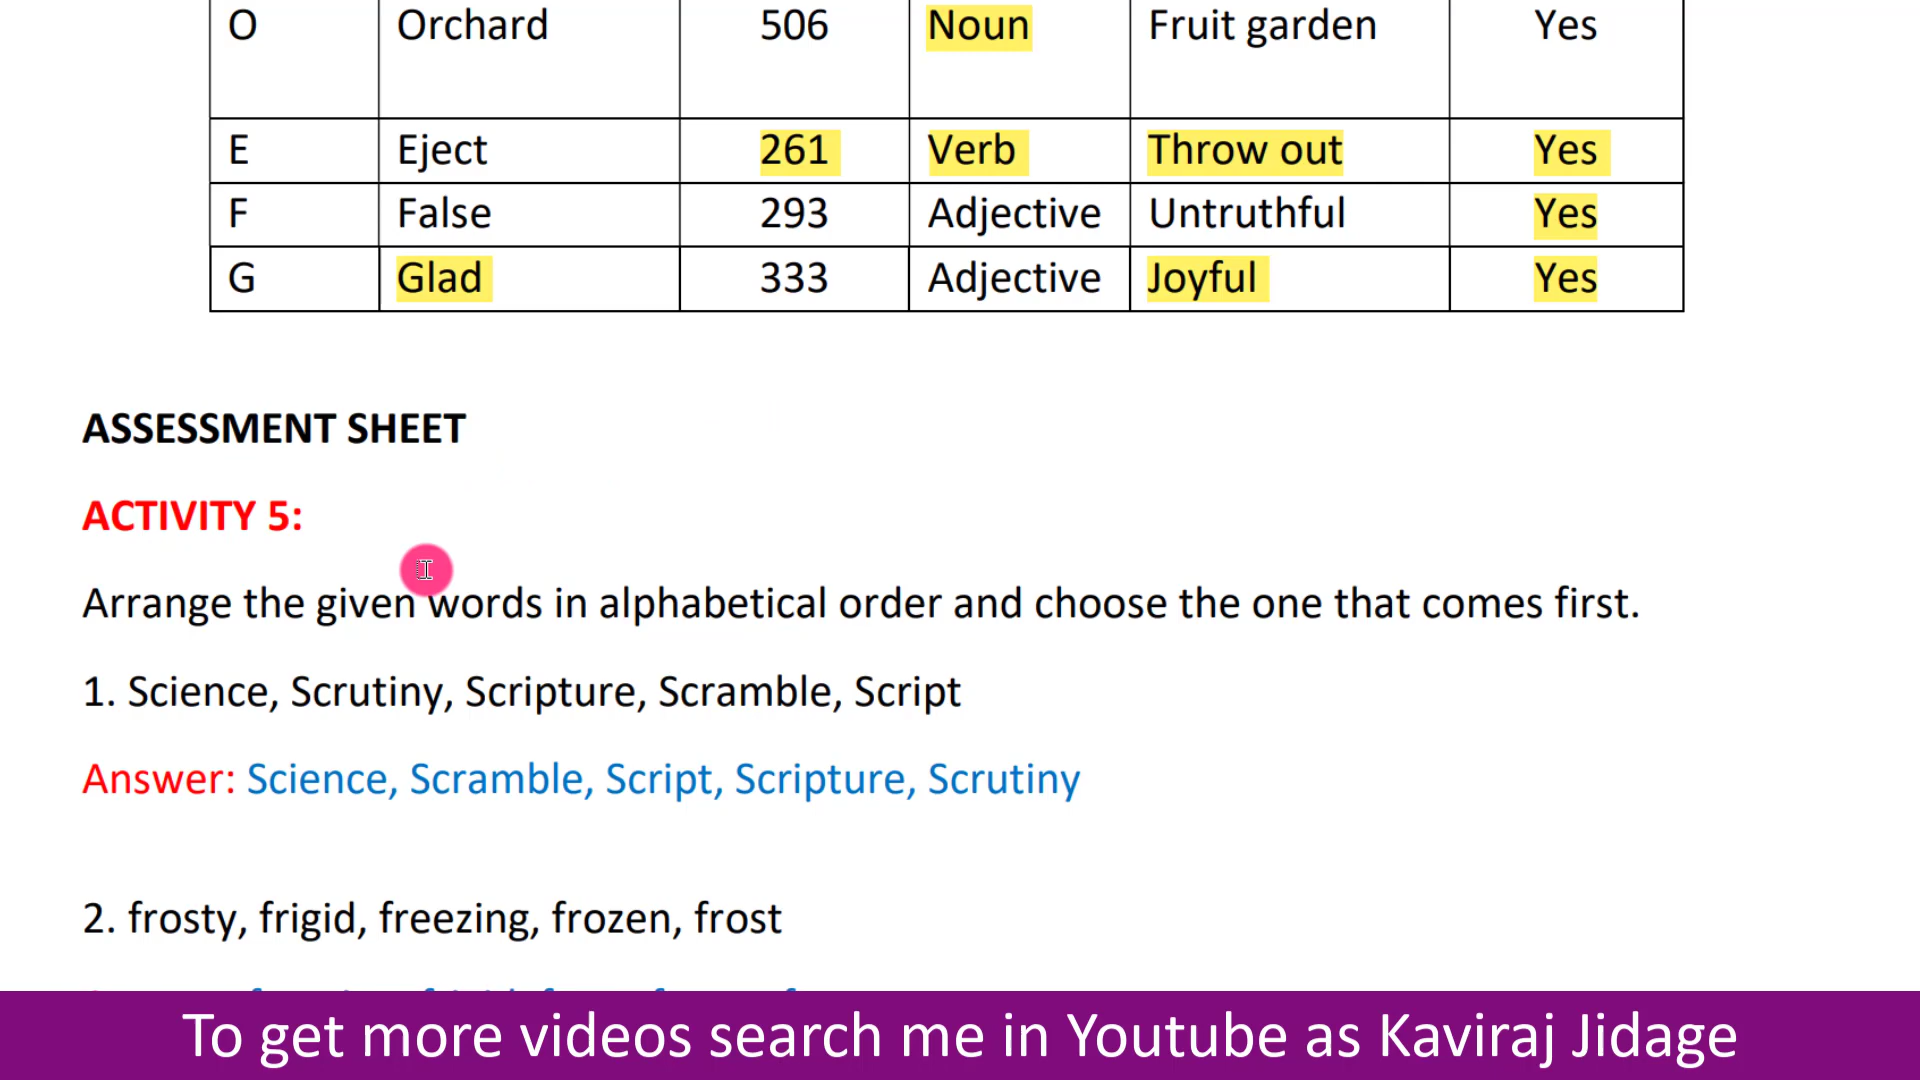 O Orchard 506 Noun Fruit garden Yes
E Eject 261 Verb Throw out Yes
F False 293 Adjective Untruthful Yes
G Glad 333 Adjective Joyful Yes
ASSESSMENT SHEET
ACTIVITY 5:
Arrange the given words in alphabetical order and choose the one that comes first.
1. Science, Scrutiny, Scripture, Scramble, Script
Answer: Science, Scramble, Script, Scripture, Scrutiny
2. frosty, frigid, freezing, frozen, frost
To get more videos search me in Youtube as Kaviraj Jidage